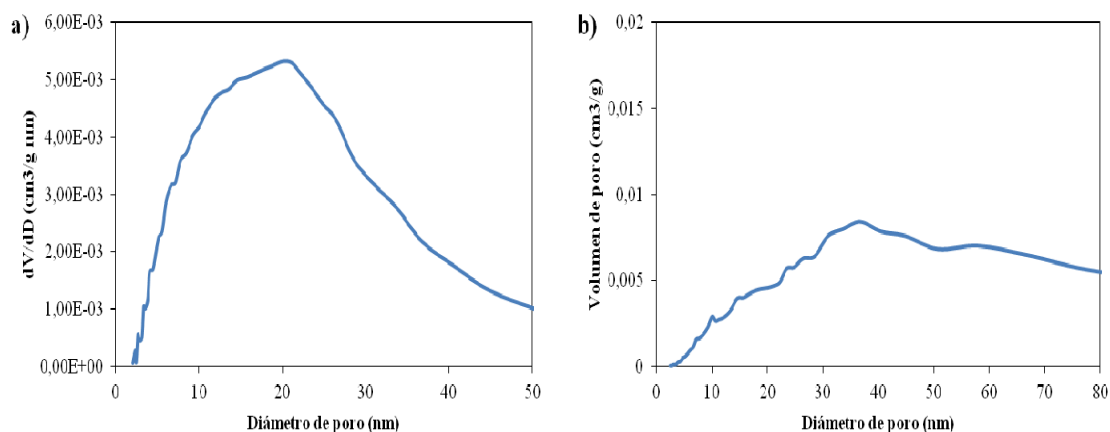 a)
6,00E-03
5,00E-03
4,00E-03
3,00E-03
2,00E-03
1,00E-03
0,00E+00
dV/dD (cm3/g nm)
0 10 20 30 40 50
Diámetro de poro (nm)
b)
0,02
0,015
0,01
0,005
0
Volumen de poro (cm3/g)
0 10 20 30 40 50 60 70 80
Diámetro de poro (nm)